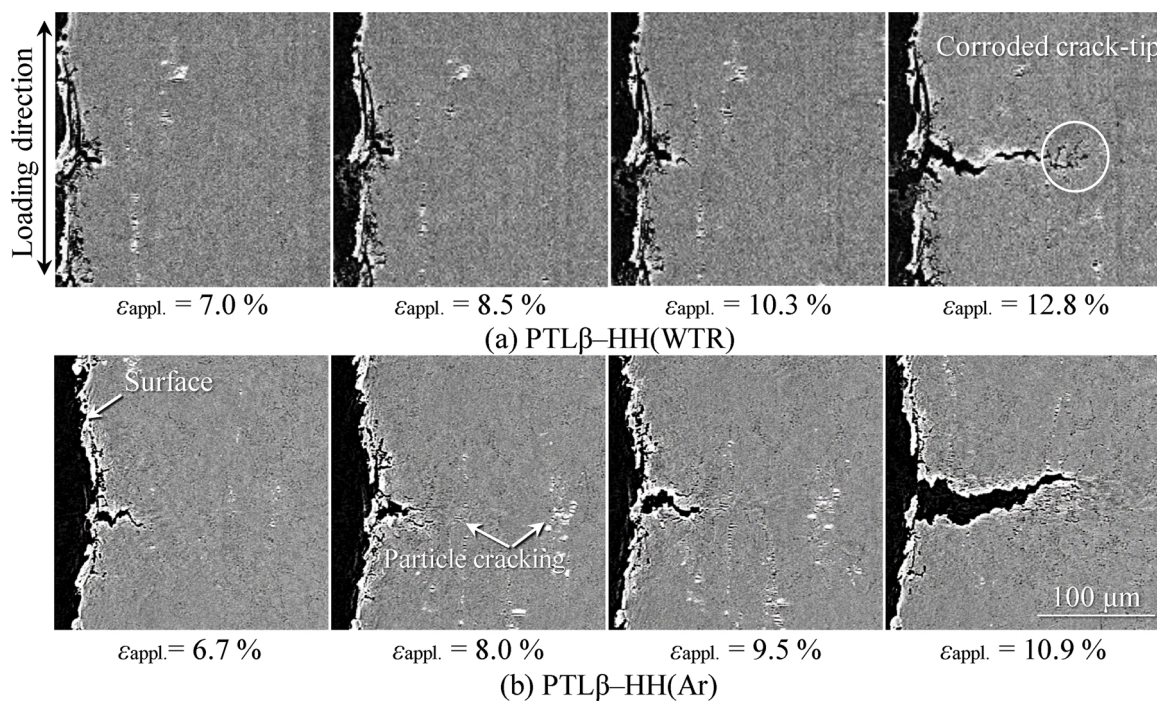 Loading direction
Corroded crack-tip
εappl. = 7.0 %
εappl. = 8.5 %
εappl. = 10.3 %
εappl. = 12.8 %
(a) PTLβ–HH(WTR)
Surface
Particle cracking
100 μm
εappl.= 6.7 %
εappl. = 8.0 %
εappl. = 9.5 %
εappl. = 10.9 %
(b) PTLβ–HH(Ar)